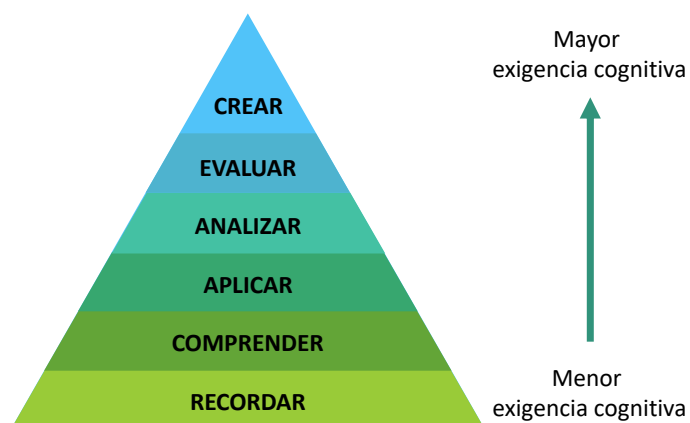 CREAR
EVALUAR
ANALIZAR
APLICAR
COMPRENDER
RECORDAR
Mayor
exigencia cognitiva
Menor
exigencia cognitiva